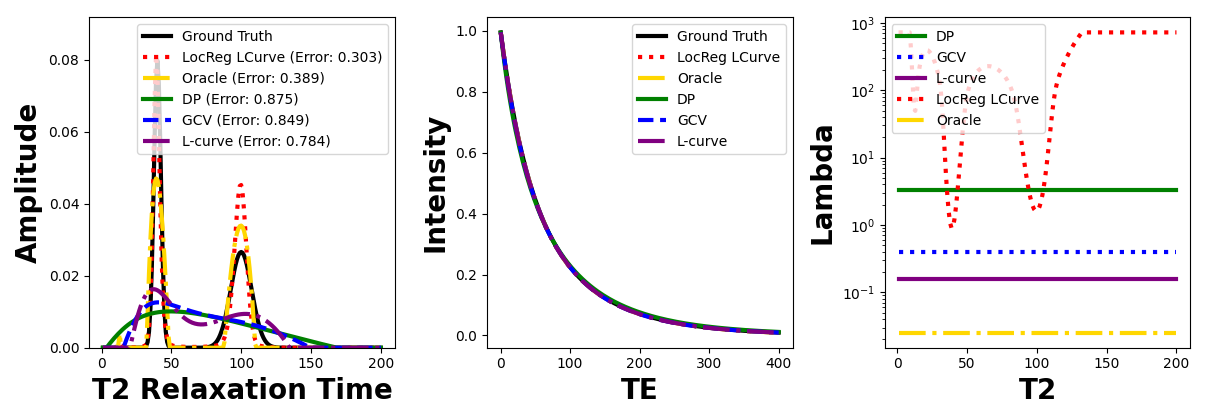 Amplitude
0.00
0.02
0.04
0.06
0.08
Ground Truth
LocReg LCurve (Error: 0.303)
Oracle (Error: 0.389)
DP (Error: 0.875)
GCV (Error: 0.849)
L-curve (Error: 0.784)
0 50 100 150 200
T2 Relaxation Time
Intensity
0.0
0.2
0.4
0.6
0.8
1.0
Ground Truth
LocReg LCurve
Oracle
DP
GCV
L-curve
0 100 200 300 400
TE
Lambda
10⁻¹
10⁰
10¹
10²
10³
DP
GCV
L-curve
LocReg LCurve
Oracle
0 50 100 150 200
T2